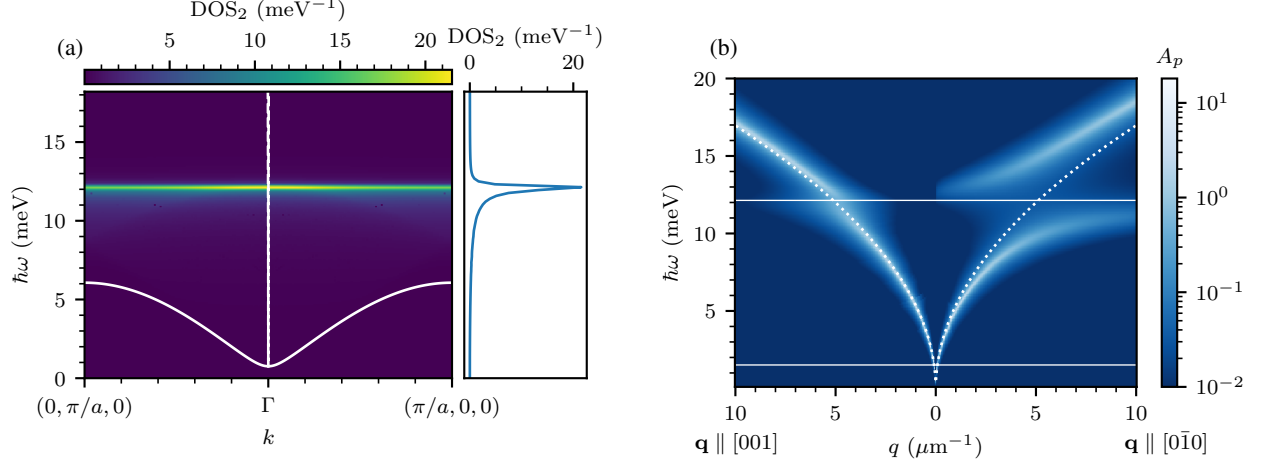 DOS₂ (meV⁻¹)
(a)
5 10 15 20
DOS₂ (meV⁻¹)
0 20
15
10
5
0
ħω (meV)
(0, π/a, 0) Γ (π/a, 0, 0)
k
(b)
A_p
20
15
10
5
ħω (meV)
10 5 0 5 10
q ∥ [001] q (μm⁻¹) q ∥ [01̄0]
10¹
10⁰
10⁻¹
10⁻²